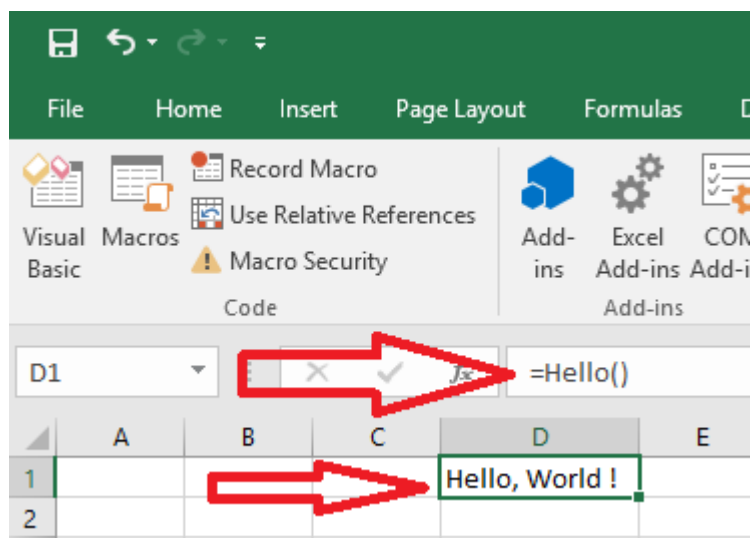 File Home Insert Page Layout Formulas
Record Macro
Use Relative References
Macro Security
Visual Basic
Macros
Code
Add-ins
Excel Add-ins
COM
Add-ins
D1
fx =Hello()
A B C D E
1 Hello, World !
2